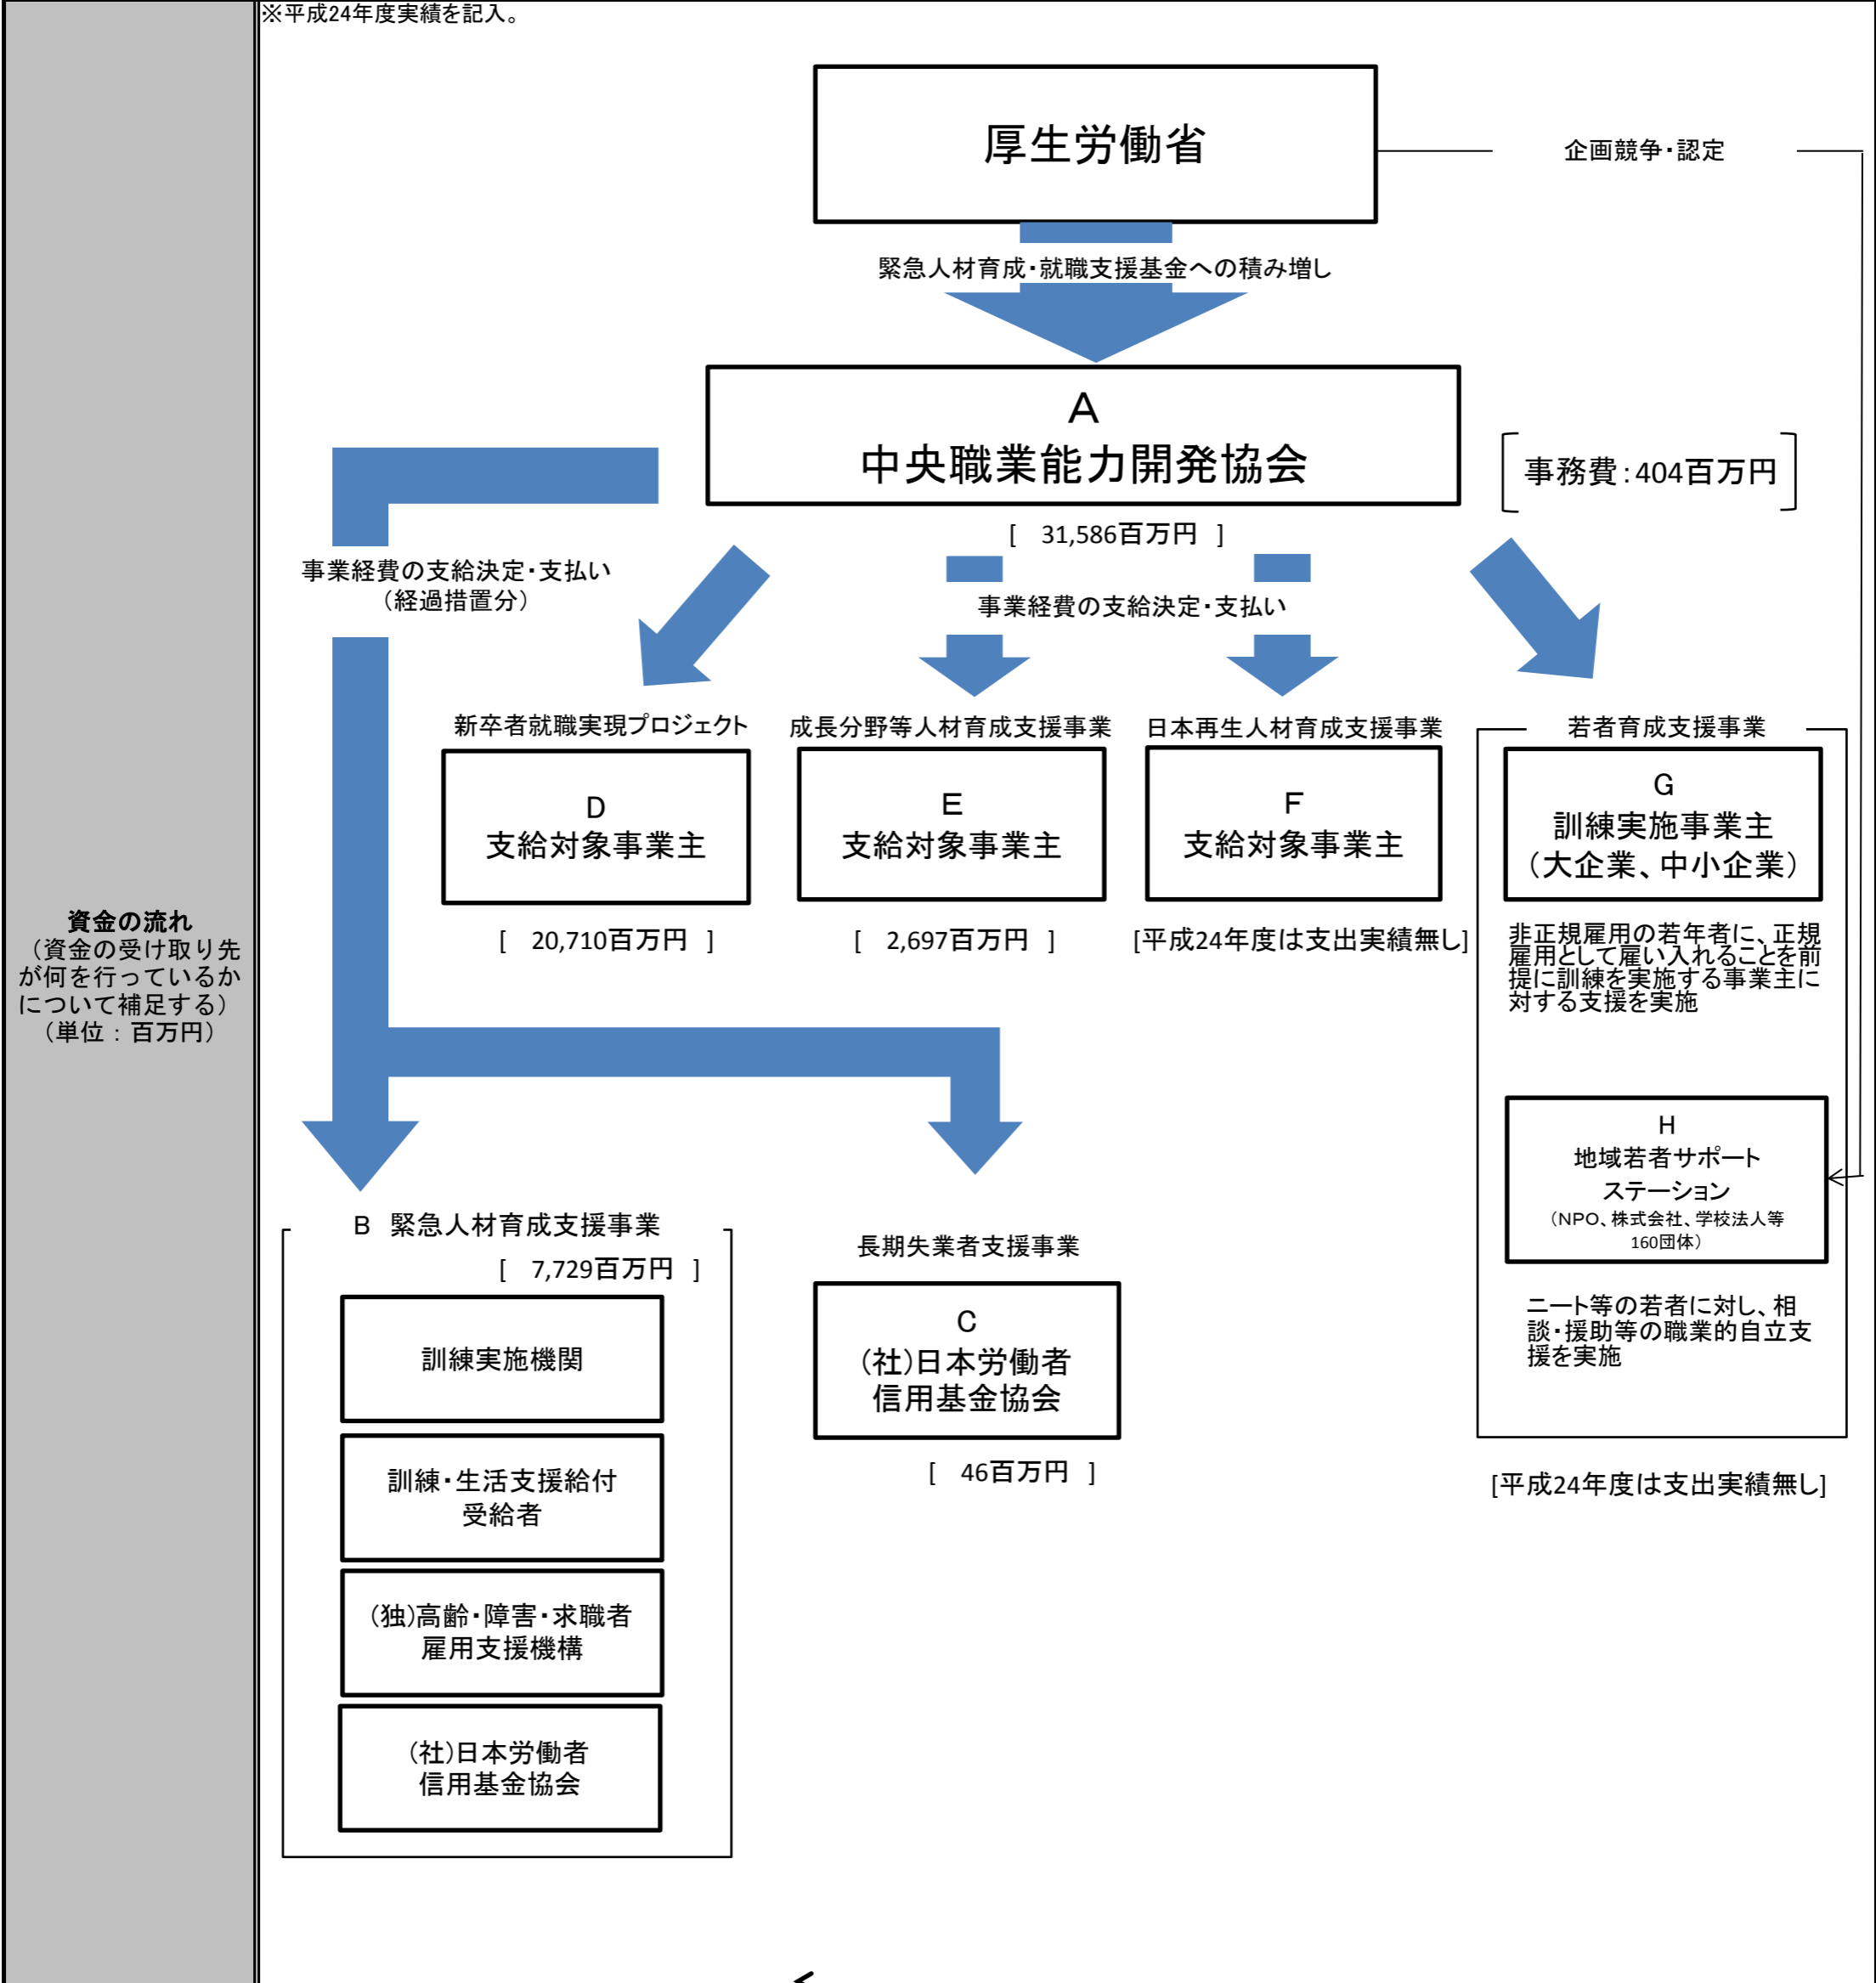 ※平成24年度実績を記入。
厚生労働省
企画競争・認定
緊急人材育成・就職支援基金への積み増し
A
中央職業能力開発協会
事務費：404百万円
[ 31,586百万円 ]
事業経費の支給決定・支払い
（経過措置分）
事業経費の支給決定・支払い
新卒者就職実現プロジェクト
D
支給対象事業主
[ 20,710百万円 ]
成長分野等人材育成支援事業
E
支給対象事業主
[ 2,697百万円 ]
日本再生人材育成支援事業
F
支給対象事業主
[平成24年度は支出実績無し]
若者育成支援事業
G
訓練実施事業主
（大企業、中小企業）
非正規雇用の若年者に、正規
雇用として雇い入れることを前
提に訓練を実施する事業主に
対する支援を実施
H
地域若者サポート
ステーション
（NPO、株式会社、学校法人等
160団体）
ニート等の若者に対し、相
談・援助等の職業的自立支
援を実施
[平成24年度は支出実績無し]
資金の流れ
（資金の受け取り先
が何を行っているか
について補足する）
（単位：百万円）
B 緊急人材育成支援事業
[ 7,729百万円 ]
訓練実施機関
訓練・生活支援給付
受給者
（独）高齢・障害・求職者
雇用支援機構
（社）日本労働者
信用基金協会
長期失業者支援事業
C
（社）日本労働者
信用基金協会
[ 46百万円 ]